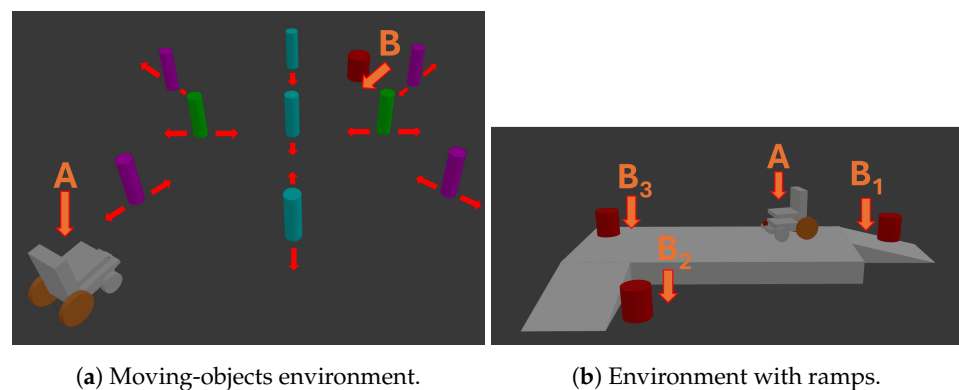 A
B
A
B1
B2
B3
(a) Moving-objects environment.
(b) Environment with ramps.